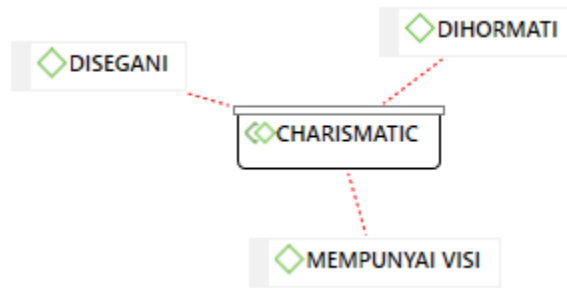 DIHORMATI
DISEGANI
CHARISMATIC
MEMPUNYAI VISI